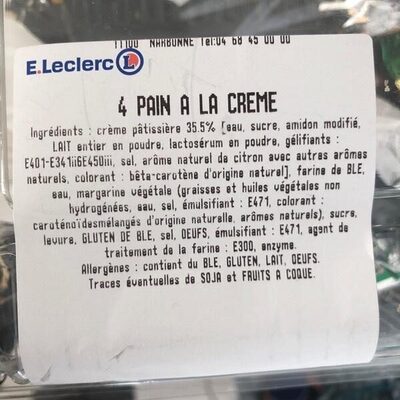 11100 NARBONNE Tel:04 68 45 00 00
E.Leclerc L
4 PAIN A LA CREME
Ingrédients : crème pâtissière 35.5% [eau, sucre, amidon modifié,
LAIT entier en poudre, lactosérum en poudre, gélifiants :
E401-E341ii6E450iii, sel, arôme naturel de citron avec autres arômes
naturels, colorant : bêta-carotène d'origine naturel], farine de BLE,
eau, margarine végétale (graisses et huiles végétales non
hydrogénées, eau, sel, émulsifiant : E471, colorant :
caroténoïdesmélangés d'origine naturelle, arômes naturels), sucre,
levure, GLUTEN DE BLE, sel, OEUFS, émulsifiant : E471, agent de
traitement de la farine : E300, enzyme.
Allergènes : contient du BLE, GLUTEN, LAIT, OEUFS.
Traces éventuelles de SOJA et FRUITS A COQUE.